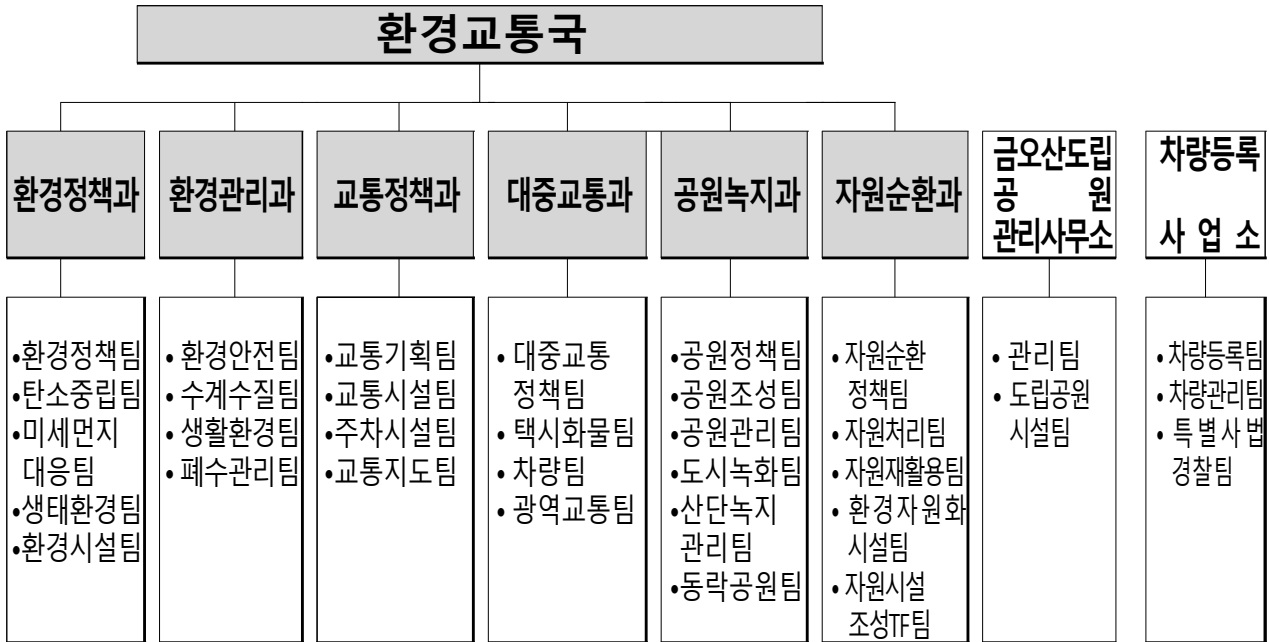 환경교통국
환경정책과
환경관리과
교통정책과
대중교통과
공원녹지과
자원순환과
금오산도립
공 원
관리사무소
차량등록
사 업 소
•환경정책팀
•탄소중립팀
•미세먼지
대응팀
•생태환경팀
•환경시설팀
• 환경안전팀
• 수계수질팀
• 생활환경팀
• 폐수관리팀
•교통기획팀
•교통시설팀
•주차시설팀
•교통지도팀
• 대중교통
정책팀
• 택시화물팀
• 차량팀
• 광역교통팀
•공원정책팀
•공원조성팀
•공원관리팀
•도시녹화팀
•산단녹지
관리팀
•동락공원팀
• 자원순환
정책팀
• 자원처리팀
• 자원재활용팀
• 환경자원화
시설팀
• 자원시설
조성TF팀
• 관리팀
• 도립공원
시설팀
• 차량등록팀
• 차량관리팀
• 특별사법
경찰팀